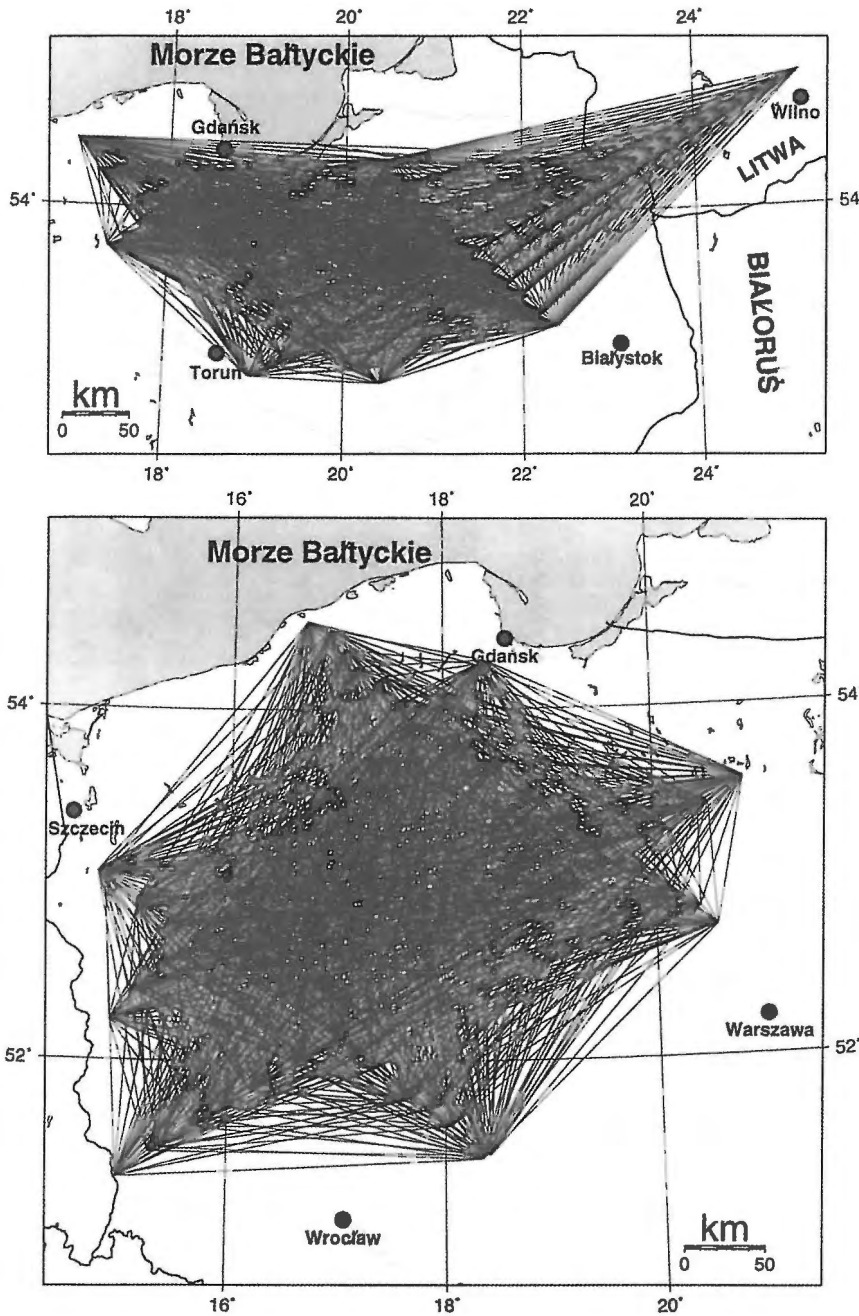 18° 20° 22° 24°
Morze Bałtyckie
Gdańsk
Wilno
LITWA
54° 54°
BIAŁORUŚ
Toruń
Białystok
km
0 50
18° 20° 22° 24°
16° 18° 20°
Morze Bałtyckie
Gdańsk
54° 54°
Szczecin
Warszawa
52° 52°
Wrocław
km
0 50
16° 18° 20°